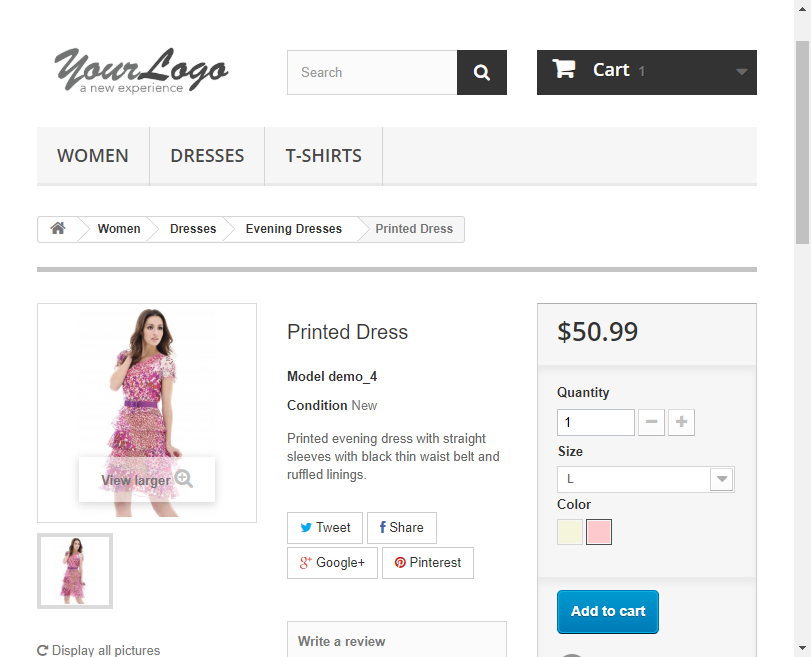 YourLogo
a new experience
Search
Cart 1
WOMEN
DRESSES
T-SHIRTS
Women
Dresses
Evening Dresses
Printed Dress
View larger
Display all pictures
Printed Dress
Model demo_4
Condition New
Printed evening dress with straight
sleeves with black thin waist belt and
ruffled linings.
Tweet
Share
Google+
Pinterest
Write a review
$50.99
Quantity
1
Size
L
Color
Add to cart